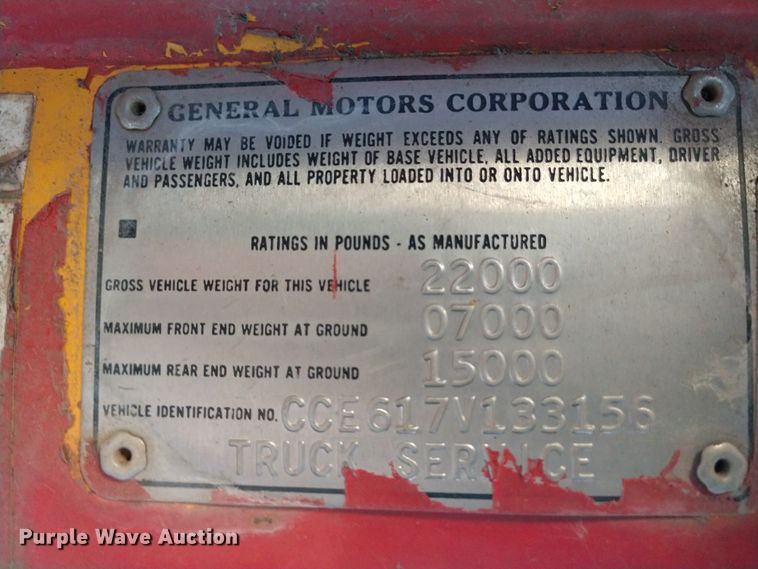 GENERAL MOTORS CORPORATION
WARRANTY MAY BE VOIDED IF WEIGHT EXCEEDS ANY OF RATINGS SHOWN. GROSS
VEHICLE WEIGHT INCLUDES WEIGHT OF BASE VEHICLE, ALL ADDED EQUIPMENT, DRIVER
AND PASSENGERS, AND ALL PROPERTY LOADED INTO OR ONTO VEHICLE.
RATINGS IN POUNDS - AS MANUFACTURED
GROSS VEHICLE WEIGHT FOR THIS VEHICLE 22000
MAXIMUM FRONT END WEIGHT AT GROUND 07000
MAXIMUM REAR END WEIGHT AT GROUND 15000
VEHICLE IDENTIFICATION NO. CCE617V133156
TRUCK SERVICE
Purple Wave Auction